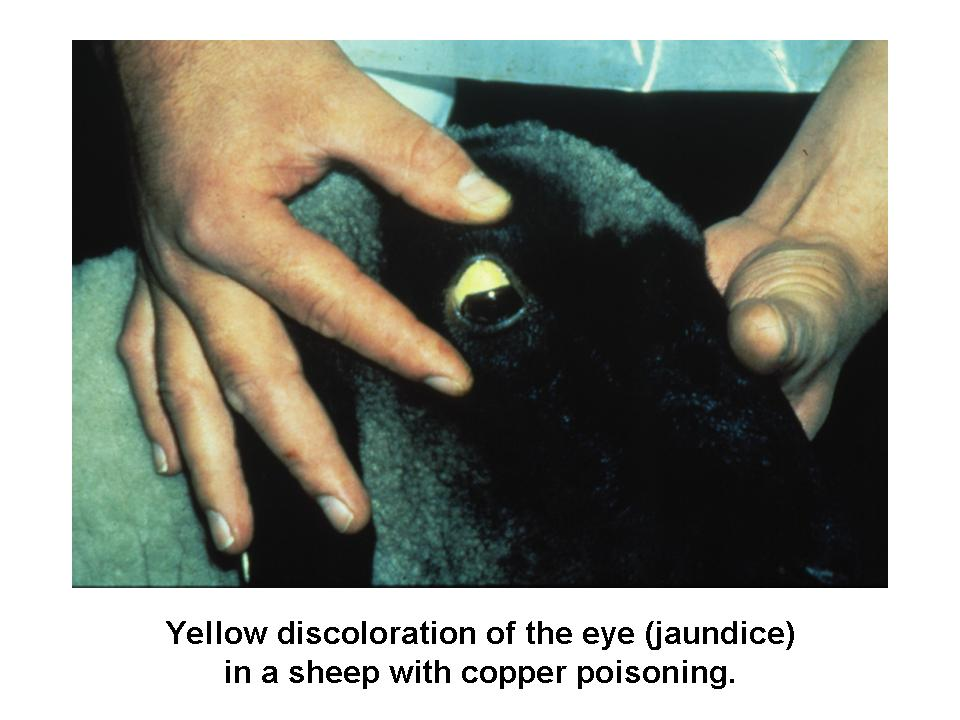 Yellow discoloration of the eye (jaundice)
in a sheep with copper poisoning.